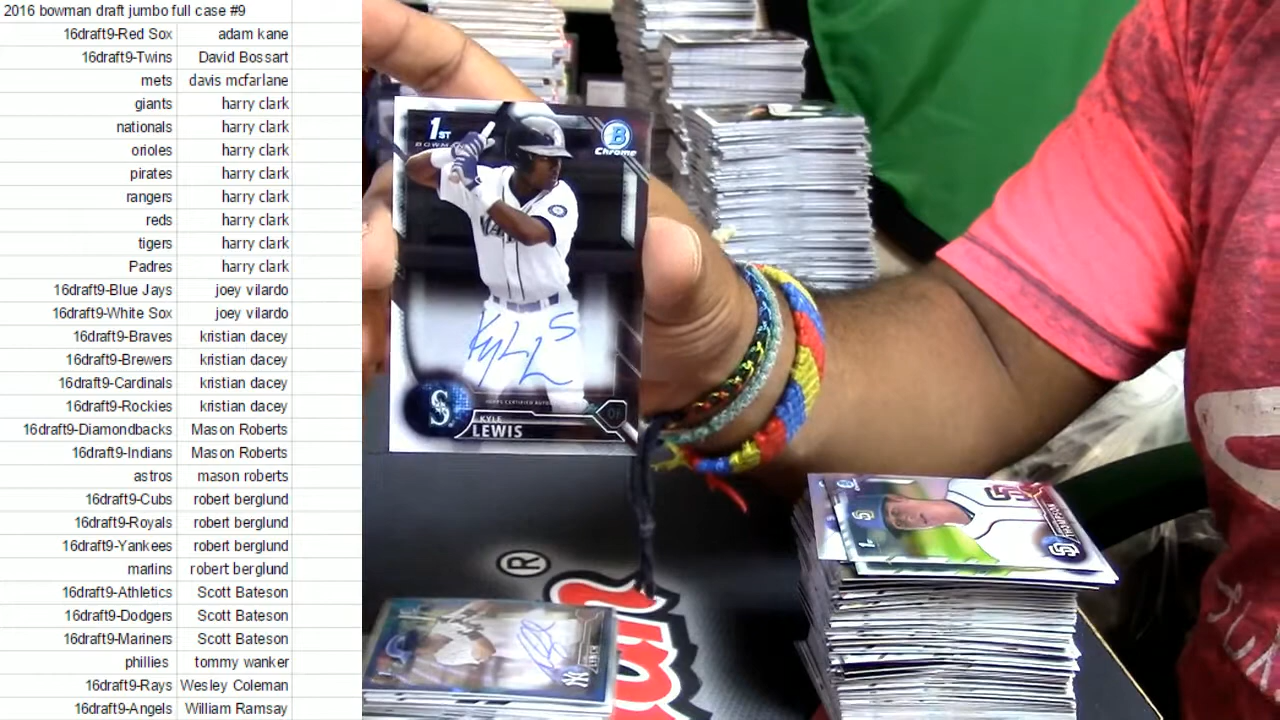 2016 bowman draft jumbo full case #9
16draft9-Red Sox adam kane
16draft9-Twins David Bossart
mets davis mcfarlane
giants harry clark
nationals harry clark
orioles harry clark
pirates harry clark
rangers harry clark
reds harry clark
tigers harry clark
Padres harry clark
16draft9-Blue Jays joey vilardo
16draft9-White Sox joey vilardo
16draft9-Braves kristian dacey
16draft9-Brewers kristian dacey
16draft9-Cardinals kristian dacey
16draft9-Rockies kristian dacey
16draft9-Diamondbacks Mason Roberts
16draft9-Indians Mason Roberts
astros mason roberts
16draft9-Cubs robert berglund
16draft9-Royals robert berglund
16draft9-Yankees robert berglund
marlins robert berglund
16draft9-Athletics Scott Bateson
16draft9-Dodgers Scott Bateson
16draft9-Mariners Scott Bateson
phillies tommy wanker
16draft9-Rays Wesley Coleman
16draft9-Angels William Ramsay
1ST
B
Chrome
KYLE
LEWIS
OF
THOMPSON
®